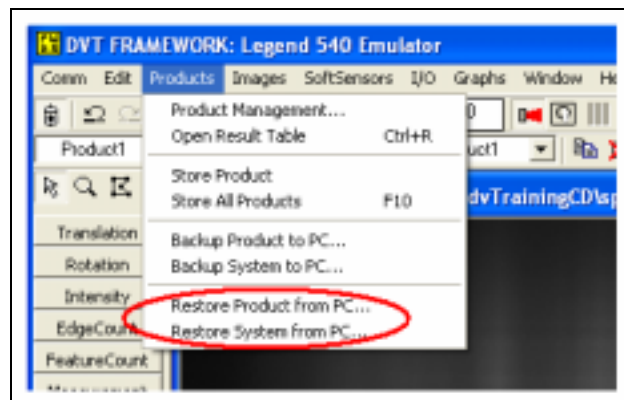 DVT FRAMEWORK: Legend 540 Emulator
Comm Edit Products Images SoftSensors I/O Graphs Window
Product Management...
Open Result Table Ctrl+R
Product1
Store Product
Store All Products F10
Translation
Backup Product to PC...
Rotation
Backup System to PC...
Intensity
Restore Product from PC...
EdgeCount
Restore System from PC...
FeatureCount